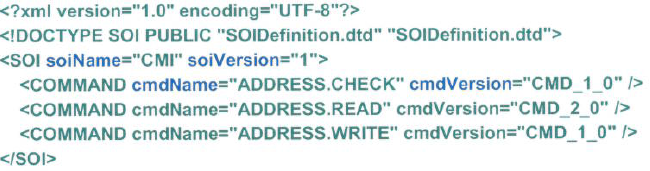 <?xml version="1.0" encoding="UTF-8"?>
<!DOCTYPE SOI PUBLIC "SOIDefinition.dtd" "SOIDefinition.dtd">
<SOI soiName="CMI" soiVersion="1">
<COMMAND cmdName="ADDRESS.CHECK" cmdVersion="CMD_1_0" />
<COMMAND cmdName="ADDRESS.READ" cmdVersion="CMD_2_0" />
<COMMAND cmdName="ADDRESS.WRITE" cmdVersion="CMD_1_0" />
</SOI>